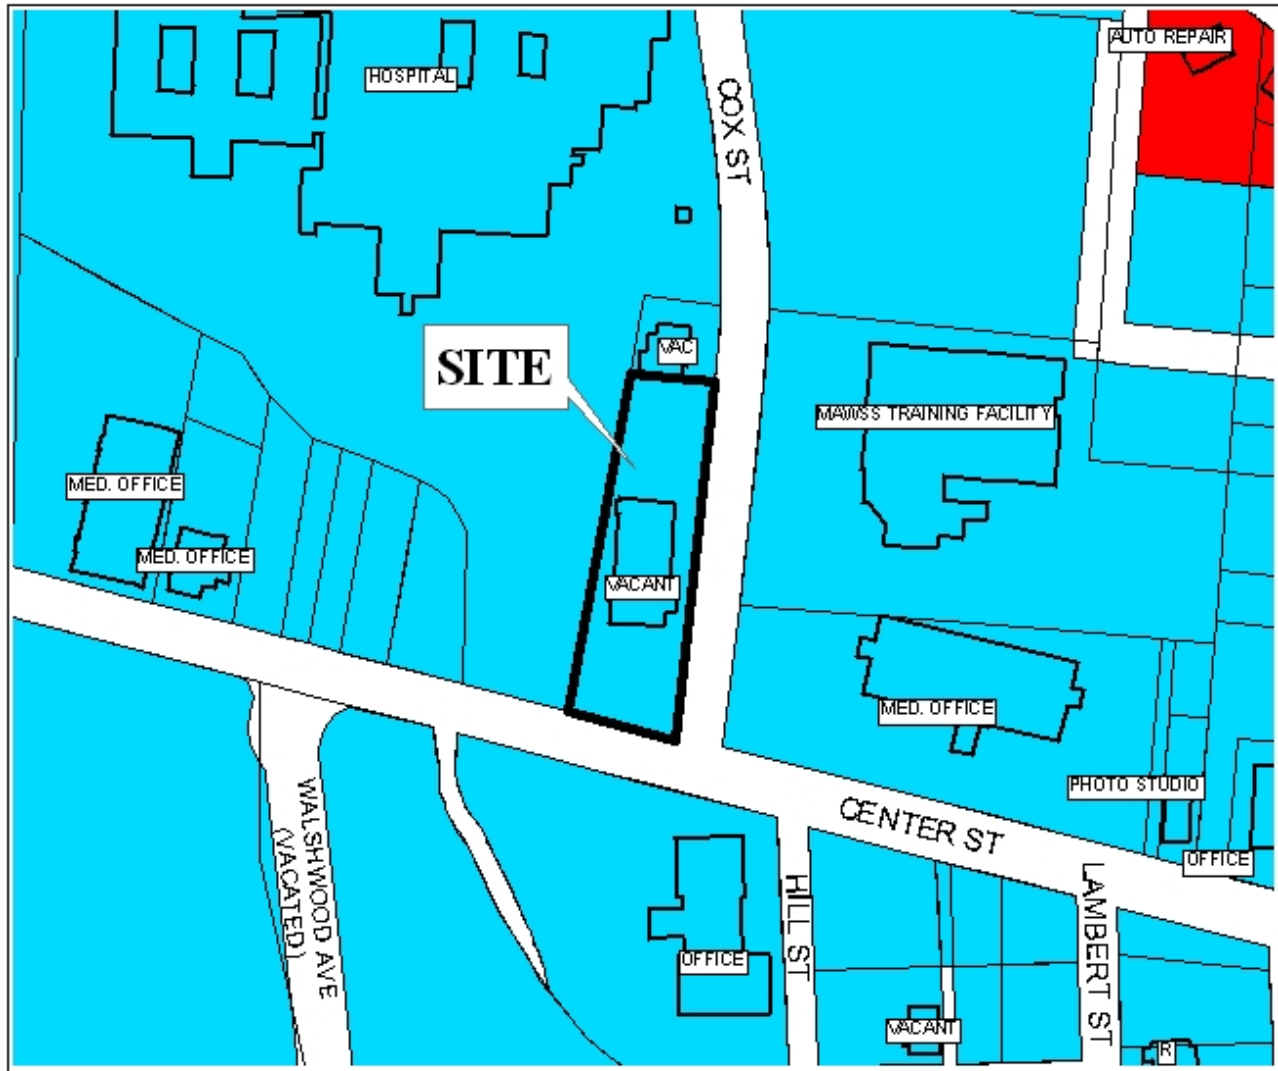 AUTO REPAIR
HOSPITAL
COX ST
SITE
VAC
MAWSS TRAINING FACILITY
MED. OFFICE
MED. OFFICE
VACANT
MED. OFFICE
PHOTO STUDIO
CENTER ST
OFFICE
WALSHWOOD AVE
(VACATED)
HILL ST
LAMBERT ST
OFFICE
VACANT
R